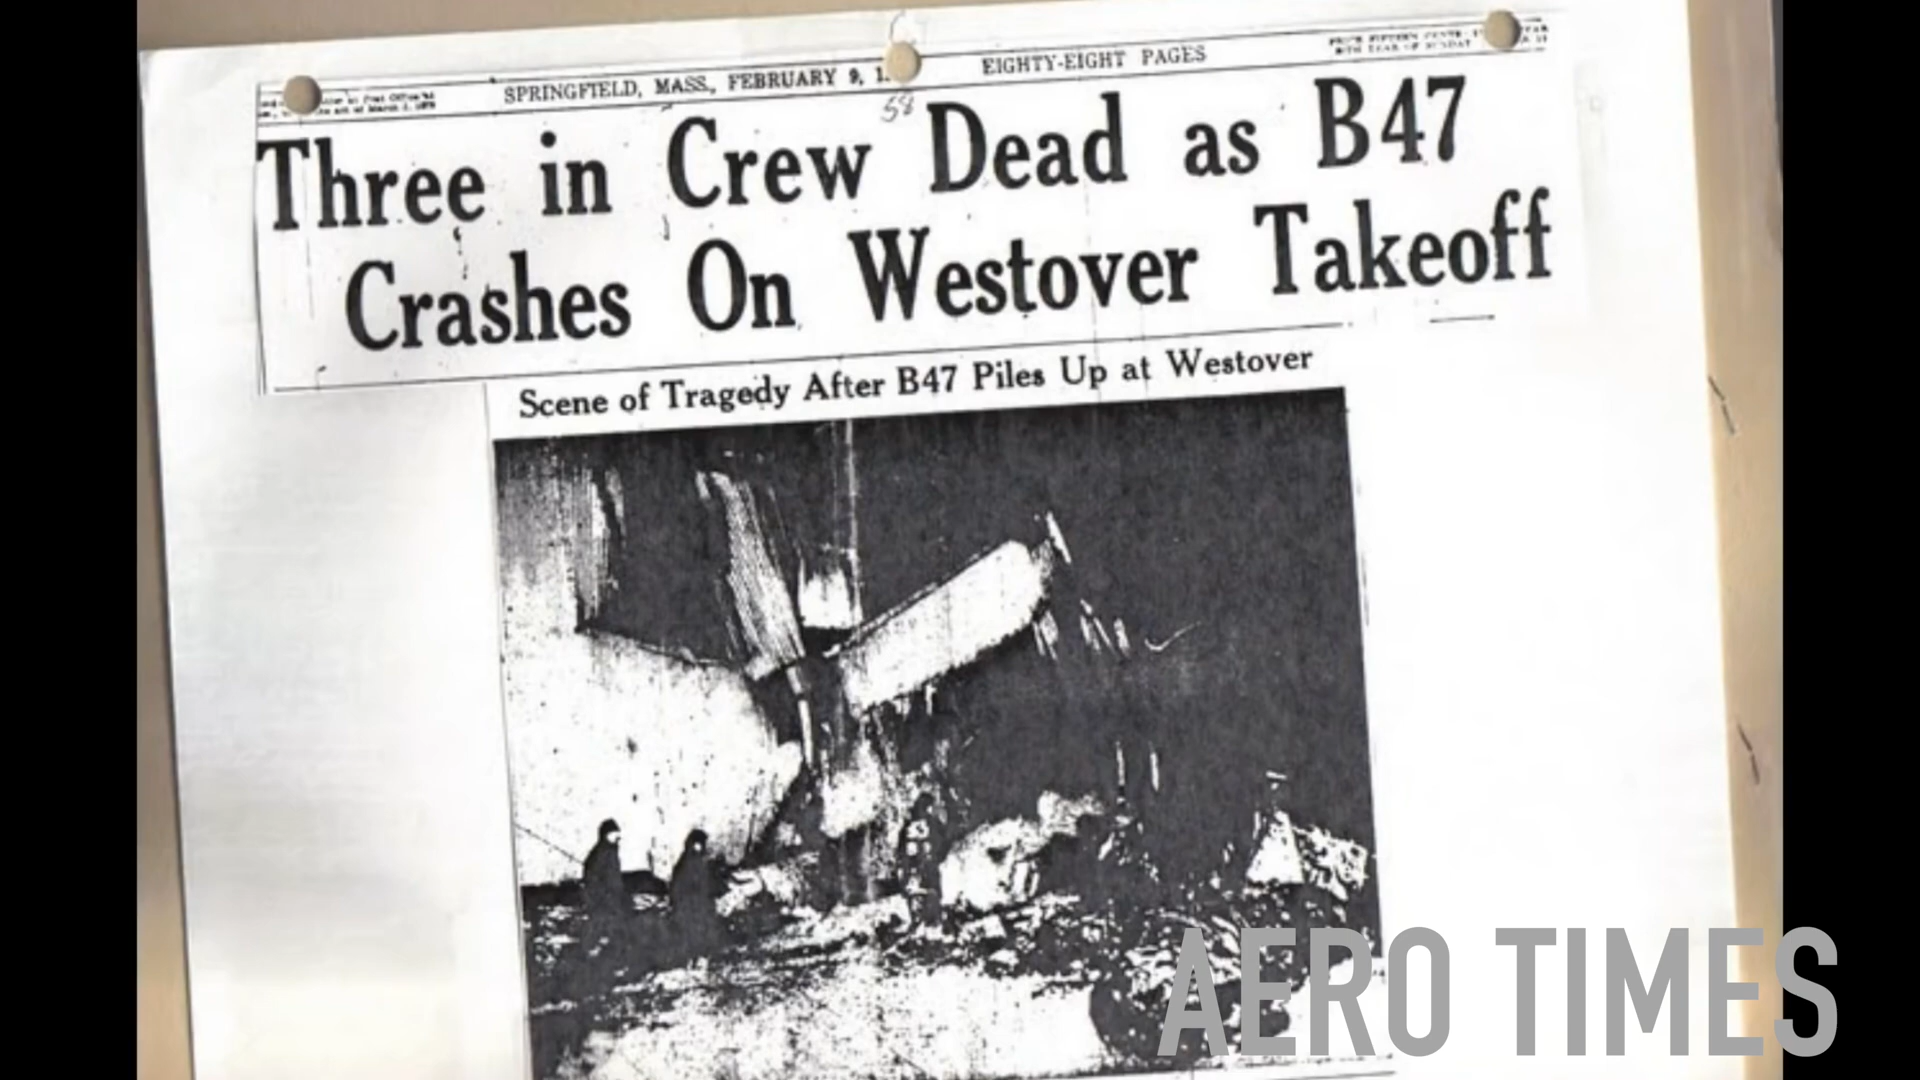 SPRINGFIELD, MASS., FEBRUARY 9, 1
EIGHTY-EIGHT PAGES
58
Three in Crew Dead as B47
Crashes On Westover Takeoff
Scene of Tragedy After B47 Piles Up at Westover
AERO TIMES